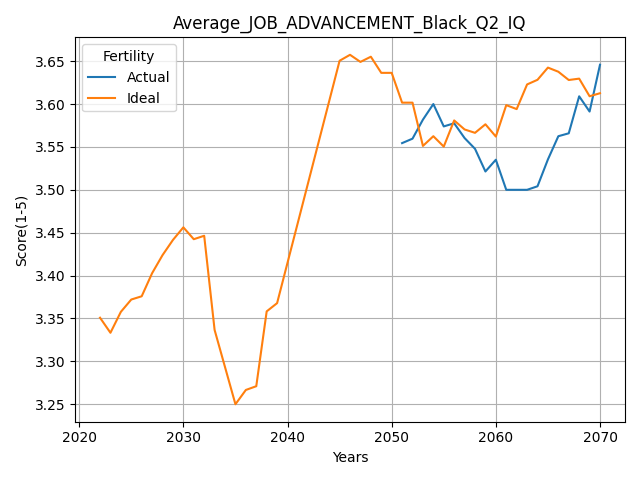 Average_JOB_ADVANCEMENT_Black_Q2_IQ
Fertility
Actual
Ideal
Score(1-5)
3.65
3.60
3.55
3.50
3.45
3.40
3.35
3.30
3.25
2020 2030 2040 2050 2060 2070
Years